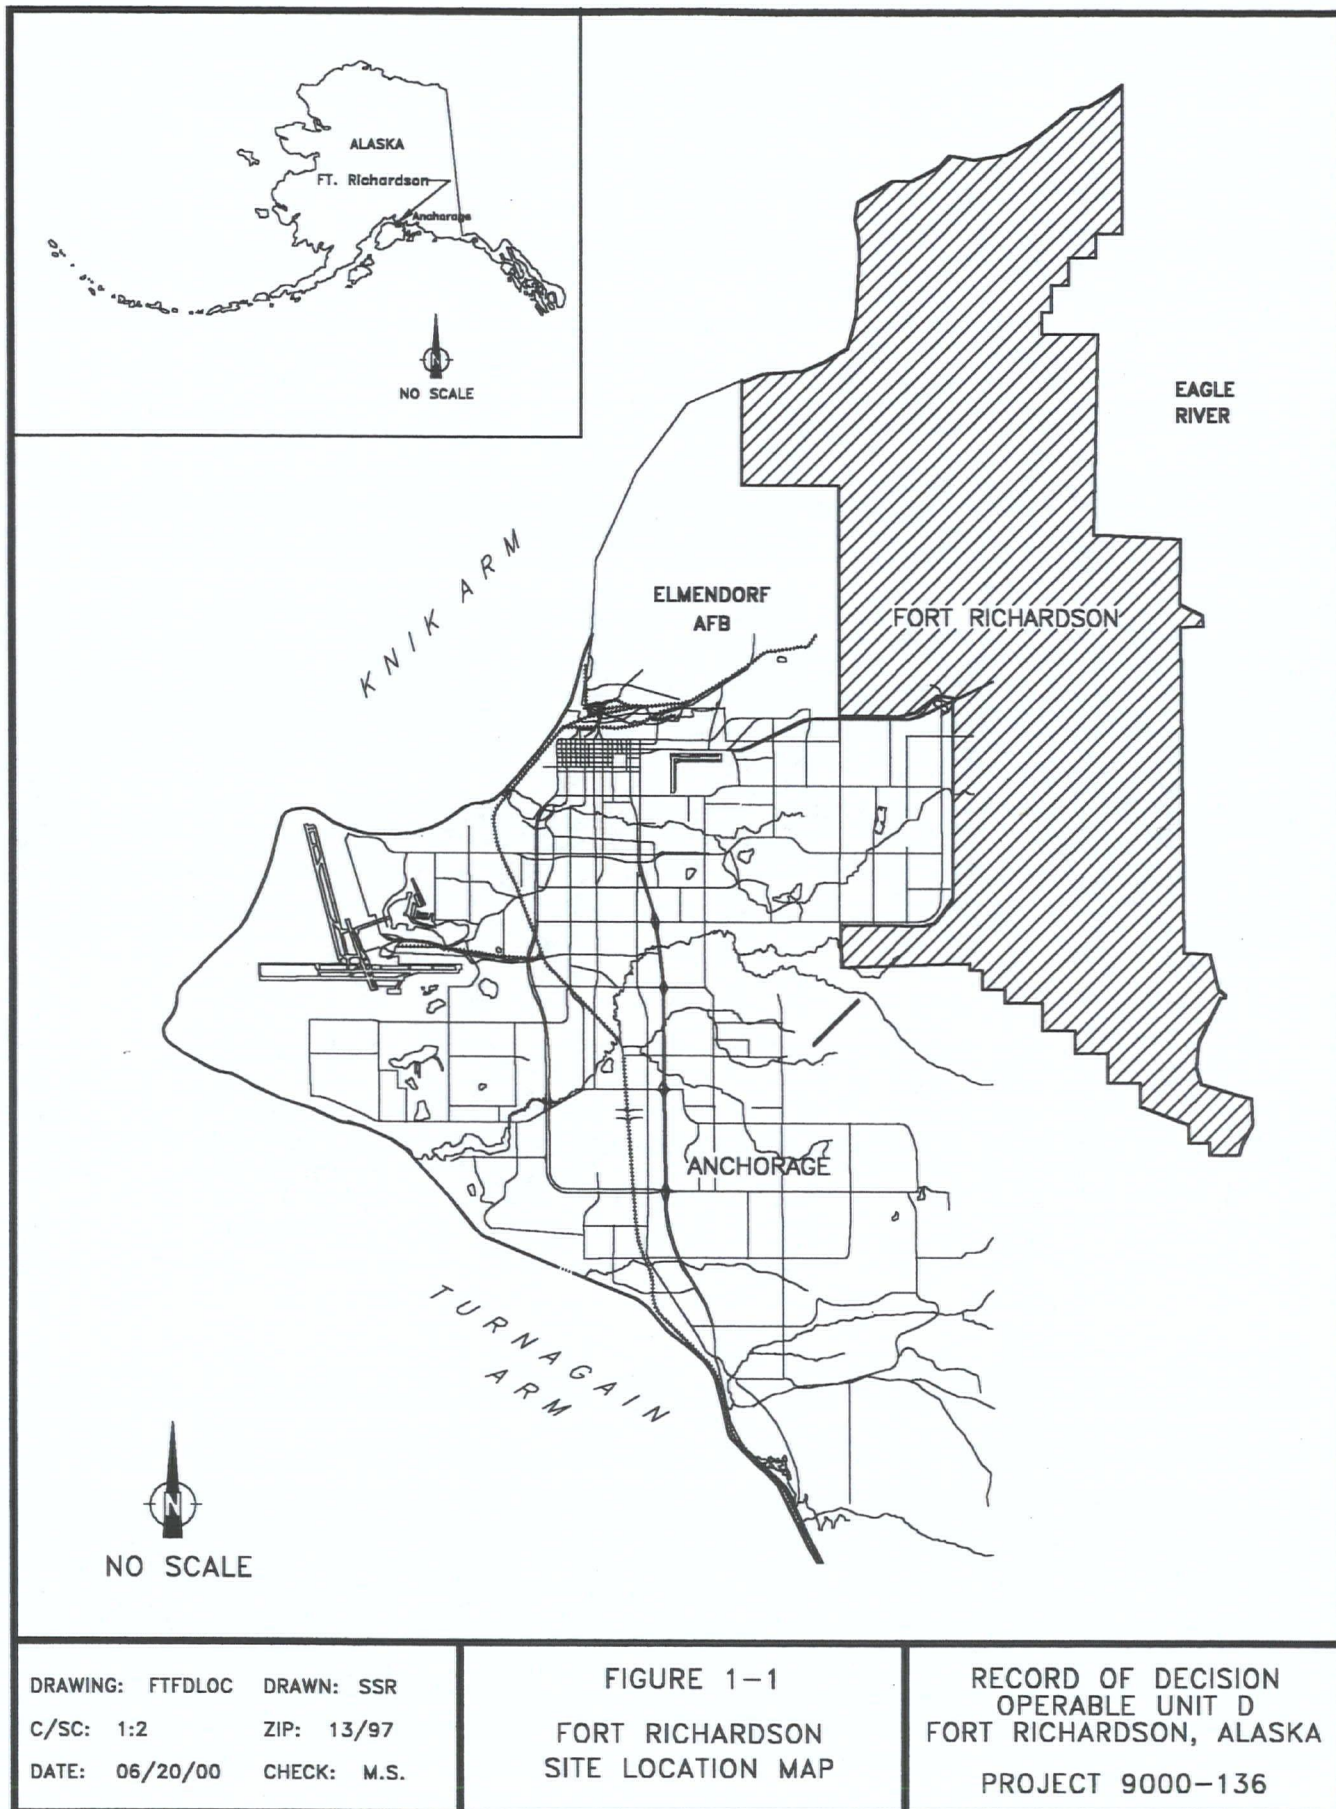 ALASKA
FT. Richardson
Anchorage
N
NO SCALE
EAGLE
RIVER
KNIK ARM
ELMENDORF
AFB
FORT RICHARDSON
ANCHORAGE
TURNAGAIN
ARM
N
NO SCALE
DRAWING: FTFDLOC DRAWN: SSR
C/SC: 1:2 ZIP: 13/97
DATE: 06/20/00 CHECK: M.S.
FIGURE 1-1
FORT RICHARDSON
SITE LOCATION MAP
RECORD OF DECISION
OPERABLE UNIT D
FORT RICHARDSON, ALASKA
PROJECT 9000-136